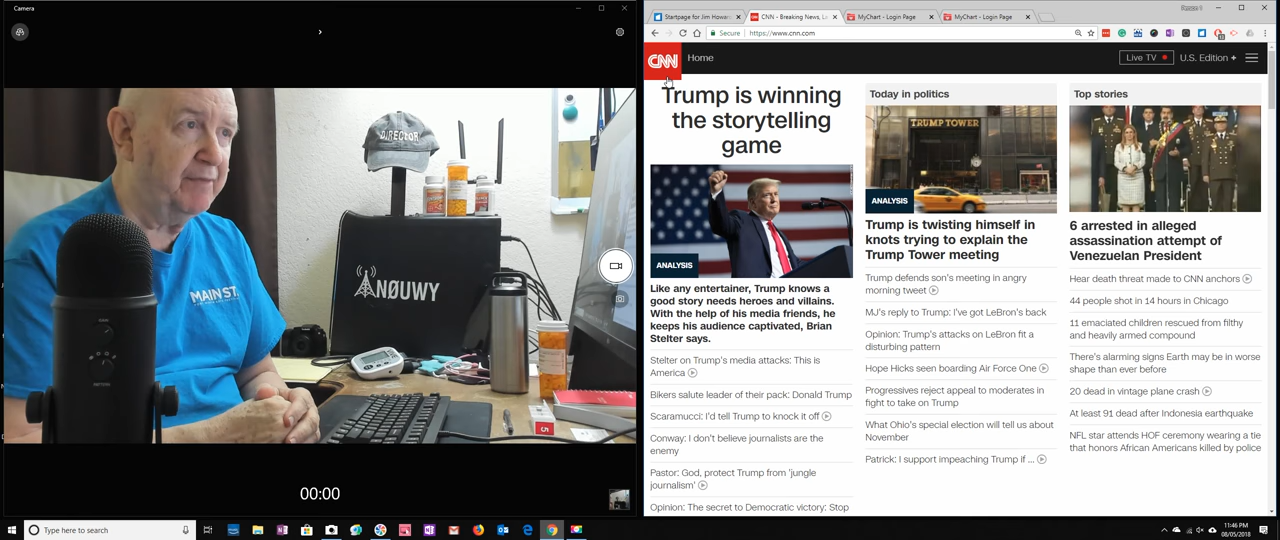 Camera
DIRECTOR
MAIN ST.
ANØUWY
00:00
Startpage for Jim Howar
CNN - Breaking News, La
MyChart - Login Page
MyChart - Login Page
Secure
https://www.cnn.com
CNN
Home
Live TV
U.S. Edition +
Trump is winning
the storytelling
game
ANALYSIS
Like any entertainer, Trump knows a
good story needs heroes and villains.
With the help of his media friends, he
keeps his audience captivated, Brian
Stelter says.
Stelter on Trump's media attacks: This is
America
Bikers salute leader of their pack: Donald Trump
Scaramucci: I'd tell Trump to knock it off
Conway: I don't believe journalists are the
enemy
Pastor: God, protect Trump from 'jungle
journalism'
Opinion: The secret to Democratic victory: Stop
Today in politics
TRUMP TOWER
ANALYSIS
Trump is twisting himself in
knots trying to explain the
Trump Tower meeting
Trump defends son's meeting in angry
morning tweet
MJ's reply to Trump: I've got LeBron's back
Opinion: Trump's attacks on LeBron fit a
disturbing pattern
Hope Hicks seen boarding Air Force One
Progressives reject appeal to moderates in
fight to take on Trump
What Ohio's special election will tell us about
November
Patrick: I support impeaching Trump if ...
Top stories
6 arrested in alleged
assassination attempt of
Venezuelan President
Hear death threat made to CNN anchors
44 people shot in 14 hours in Chicago
11 emaciated children rescued from filthy
and heavily armed compound
There's alarming signs Earth may be in worse
shape than ever before
20 dead in vintage plane crash
At least 91 dead after Indonesia earthquake
NFL star attends HOF ceremony wearing a tie
that honors African Americans killed by police
Type here to search
11:46 PM
08/05/2018